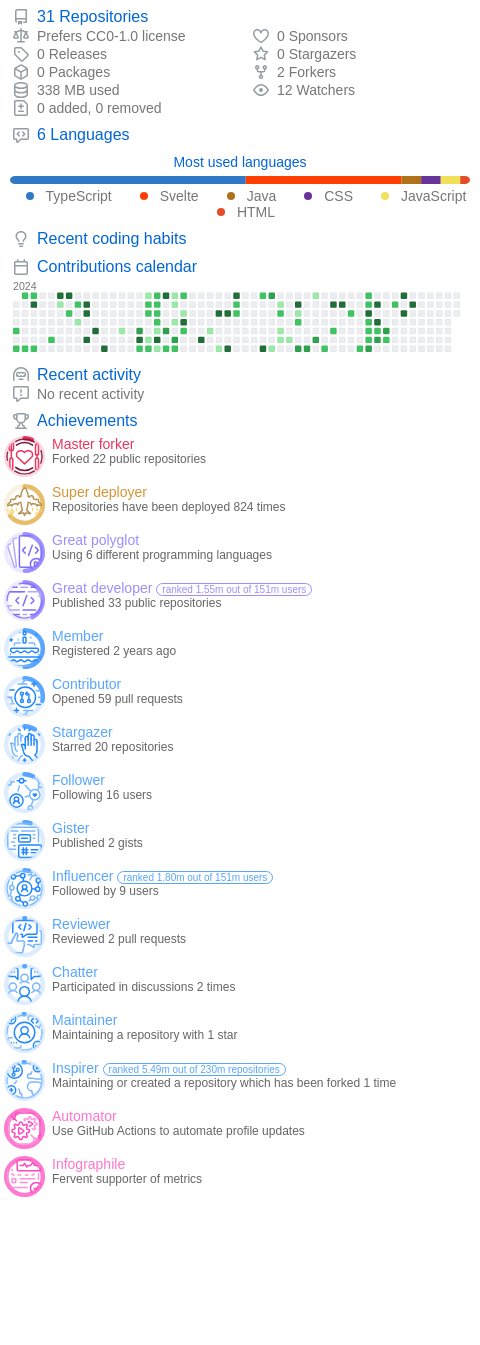 31 Repositories
Prefers CC0-1.0 license
0 Sponsors
0 Releases
0 Stargazers
0 Packages
2 Forkers
338 MB used
12 Watchers
0 added, 0 removed
6 Languages
Most used languages
TypeScript Svelte Java CSS JavaScript
HTML
Recent coding habits
Contributions calendar
2024
Recent activity
No recent activity
Achievements
Master forker
Forked 22 public repositories
Super deployer
Repositories have been deployed 824 times
Great polyglot
Using 6 different programming languages
Great developer ranked 1.55m out of 151m users
Published 33 public repositories
Member
Registered 2 years ago
Contributor
Opened 59 pull requests
Stargazer
Starred 20 repositories
Follower
Following 16 users
Gister
Published 2 gists
Influencer ranked 1.80m out of 151m users
Followed by 9 users
Reviewer
Reviewed 2 pull requests
Chatter
Participated in discussions 2 times
Maintainer
Maintaining a repository with 1 star
Inspirer ranked 5.49m out of 230m repositories
Maintaining or created a repository which has been forked 1 time
Automator
Use GitHub Actions to automate profile updates
Infographile
Fervent supporter of metrics